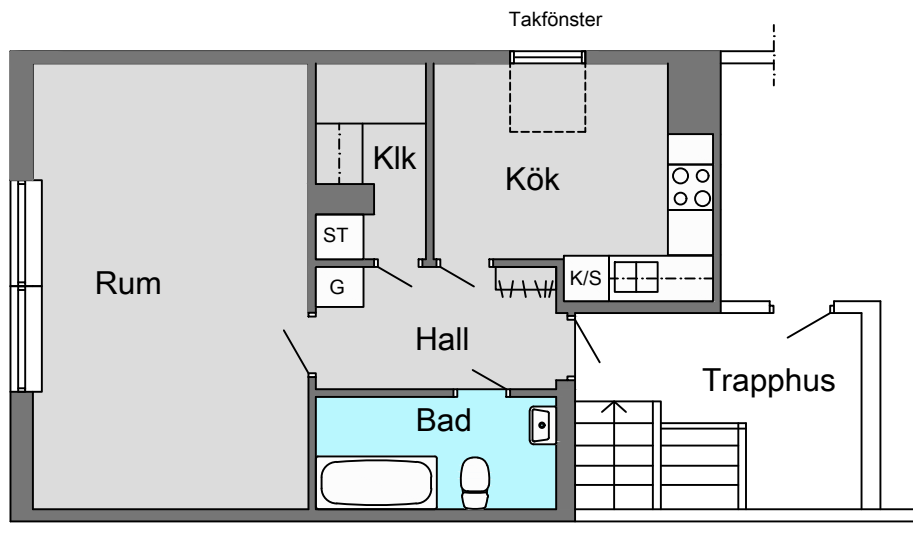 Takfönster
Klk
Kök
ST
Rum
G
K/S
Hall
Trapphus
Bad